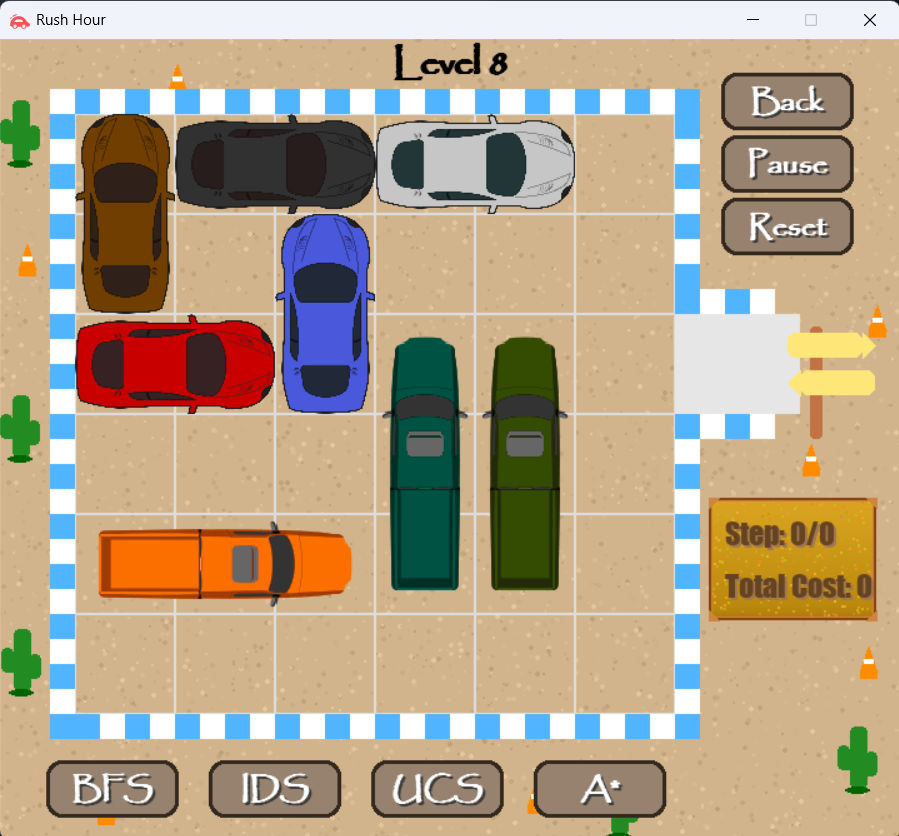 Rush Hour
Level 8
Back
Pause
Reset
Step: 0/0
Total Cost: 0
BFS
IDS
UCS
A*